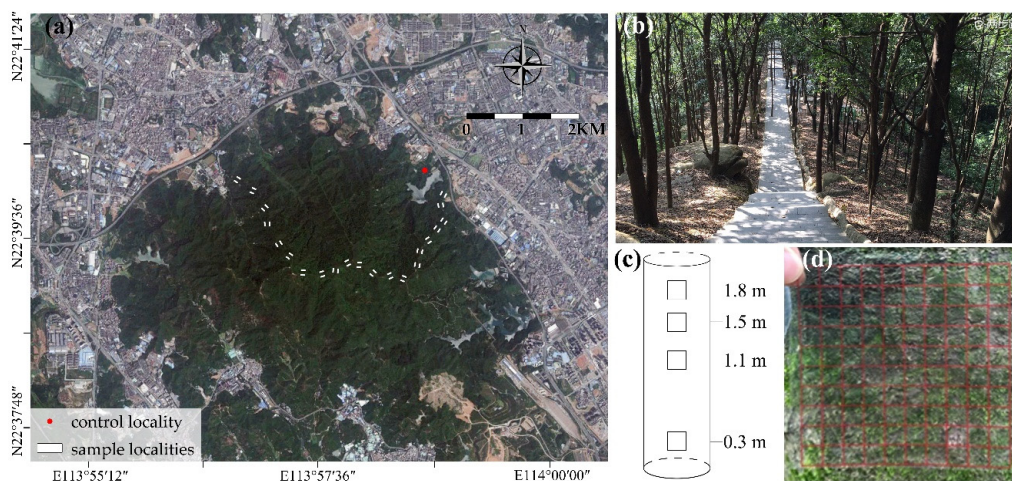 (a)
N22°41′24″
N22°39′36″
N22°37′48″
N
0 1 2KM
control locality
sample localities
E113°55′12″
E113°57′36″
E114°00′00″
(b)
(c)
1.8 m
1.5 m
1.1 m
0.3 m
(d)